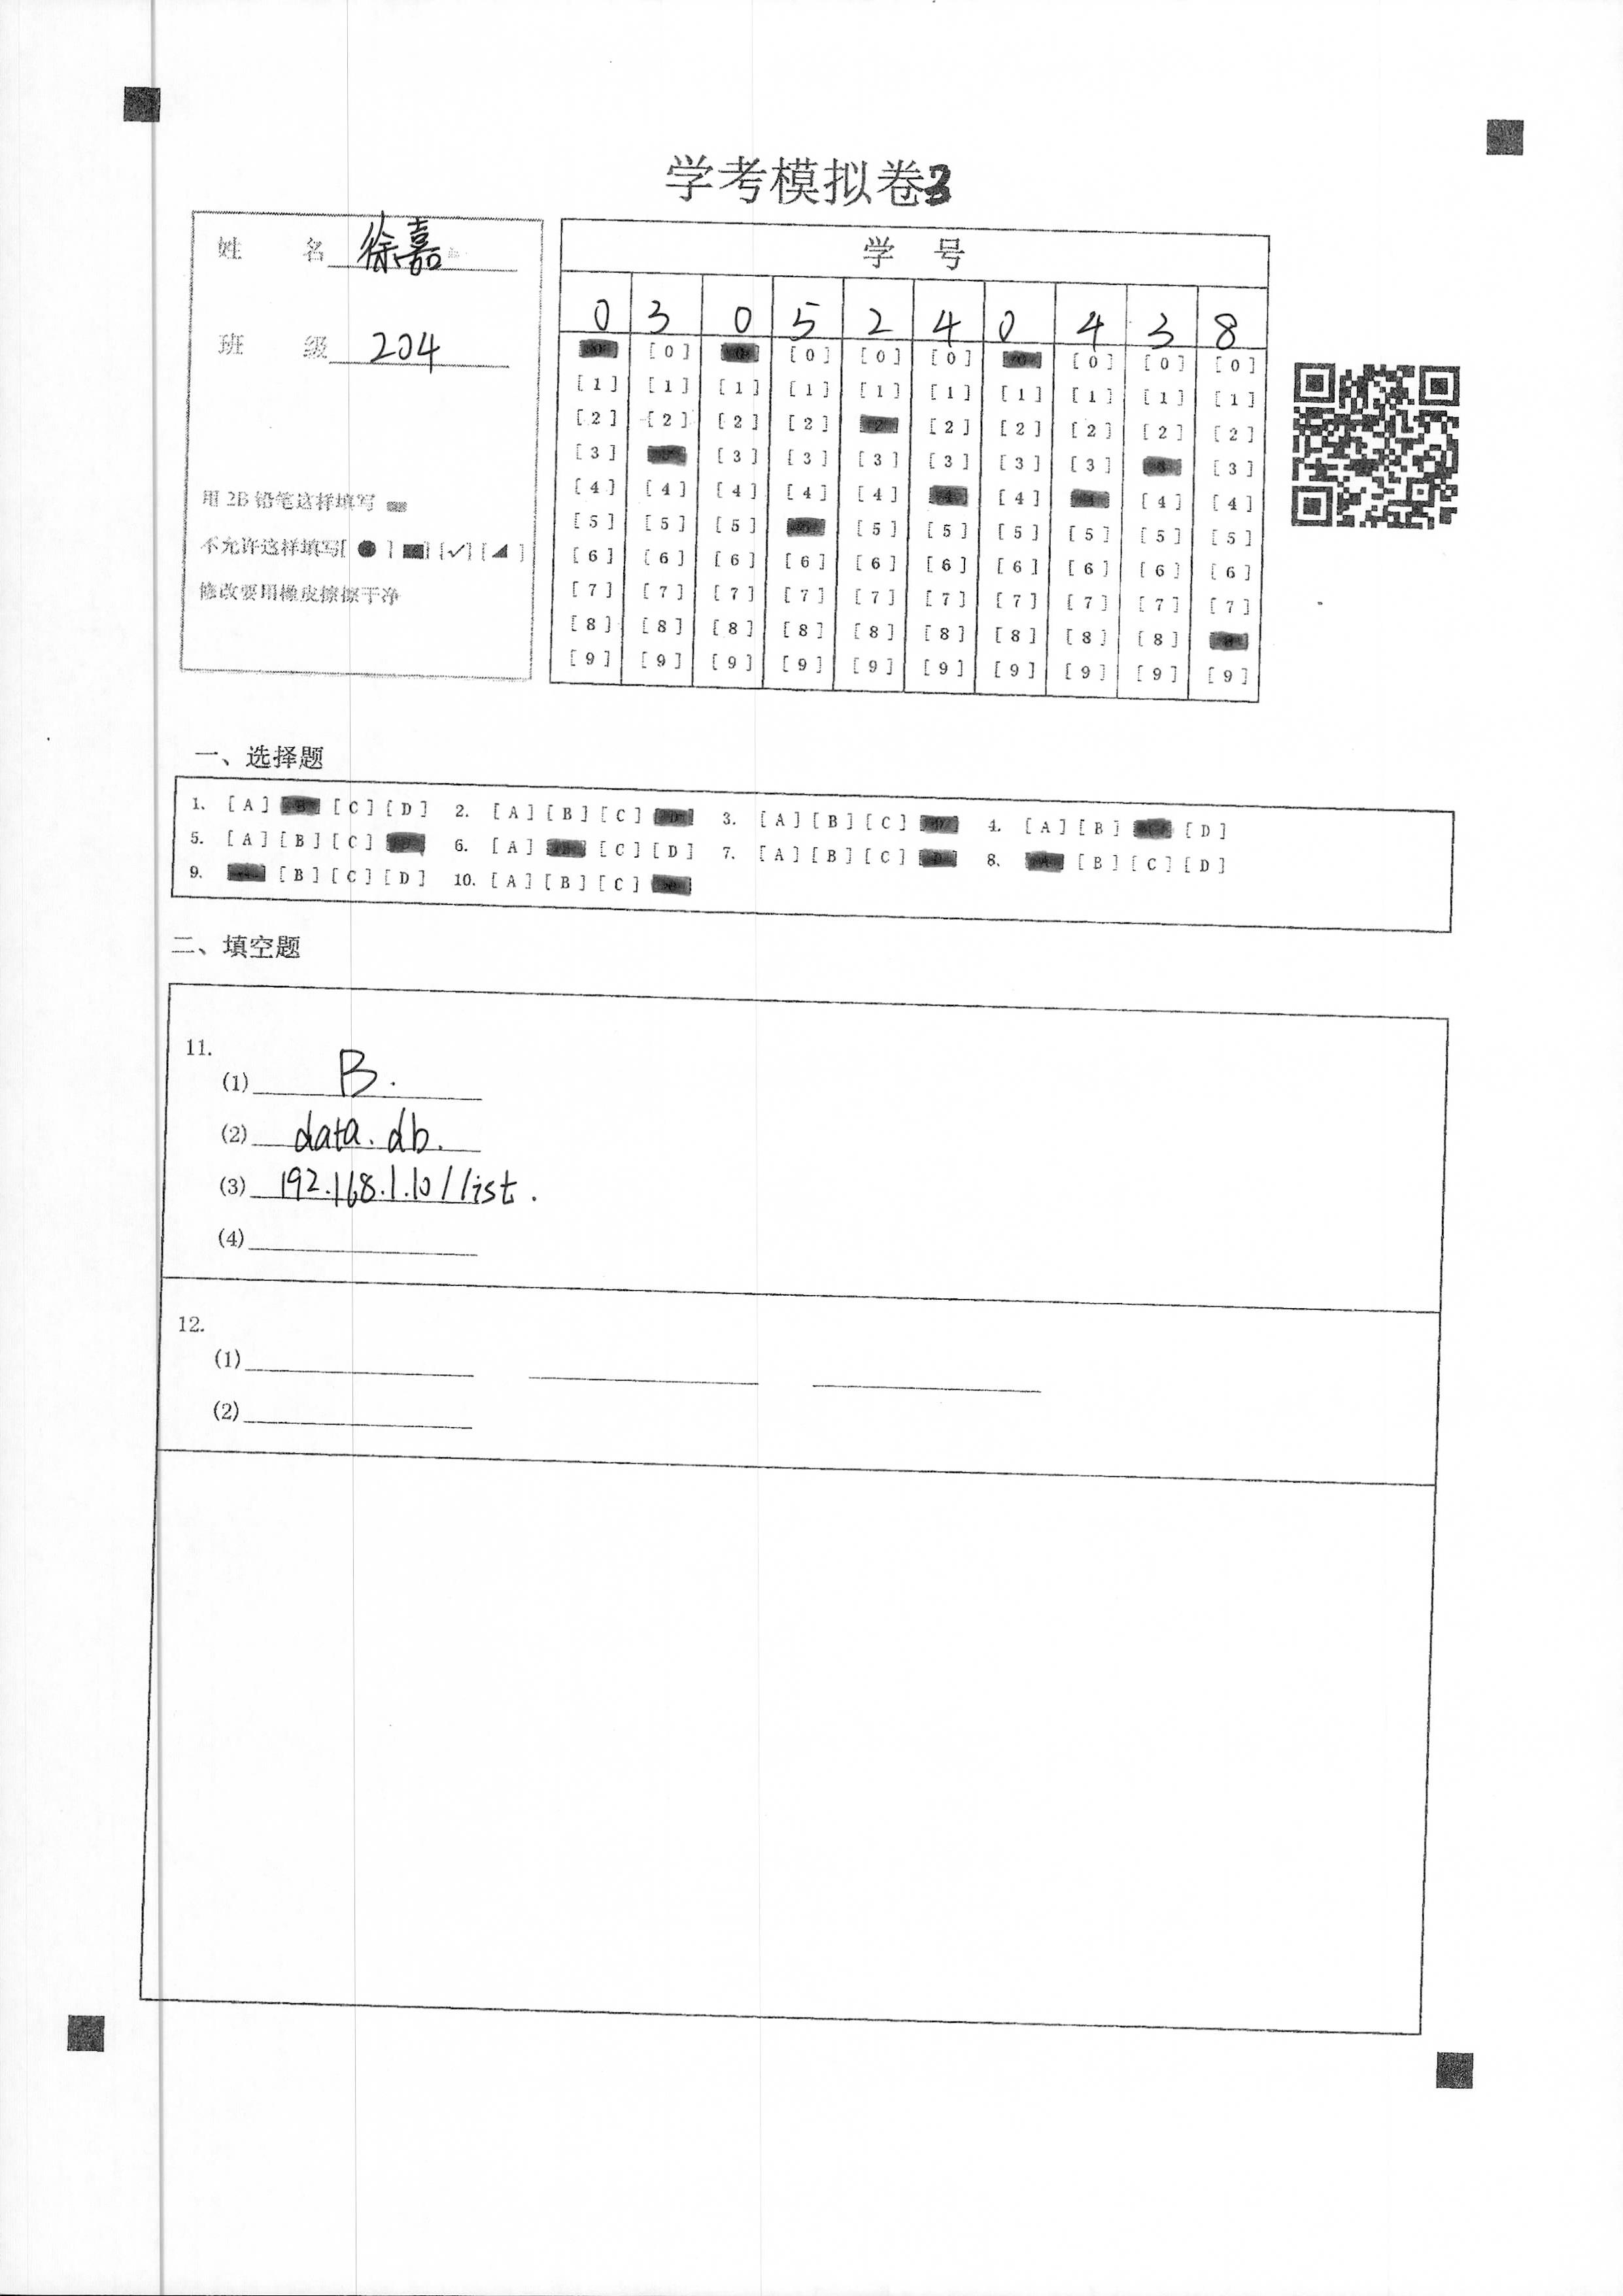 学考模拟卷3
姓 名 徐嘉
班 级 204
用 2B 铅笔这样填写
不允许这样填写[ ● ] [■] [✓] [◢ ]
修改要用橡皮擦擦干净
学 号
0 3 0 5 2 4 0 4 3 8
[0] [0] [0] [0] [0] [0] [0] [0] [0] [0]
[1] [1] [1] [1] [1] [1] [1] [1] [1] [1]
[2] [2] [2] [2] [2] [2] [2] [2] [2] [2]
[3] [3] [3] [3] [3] [3] [3] [3] [3] [3]
[4] [4] [4] [4] [4] [4] [4] [4] [4] [4]
[5] [5] [5] [5] [5] [5] [5] [5] [5] [5]
[6] [6] [6] [6] [6] [6] [6] [6] [6] [6]
[7] [7] [7] [7] [7] [7] [7] [7] [7] [7]
[8] [8] [8] [8] [8] [8] [8] [8] [8] [8]
[9] [9] [9] [9] [9] [9] [9] [9] [9] [9]
一、选择题
1. [A] [B] [C] [D] 2. [A] [B] [C] [D] 3. [A] [B] [C] [D] 4. [A] [B] [C] [D]
5. [A] [B] [C] [D] 6. [A] [B] [C] [D] 7. [A] [B] [C] [D] 8. [A] [B] [C] [D]
9. [A] [B] [C] [D] 10. [A] [B] [C] [D]
二、填空题
11.
(1) B.
(2) data.db.
(3) 192.168.1.10/list.
(4)
12.
(1)
(2)